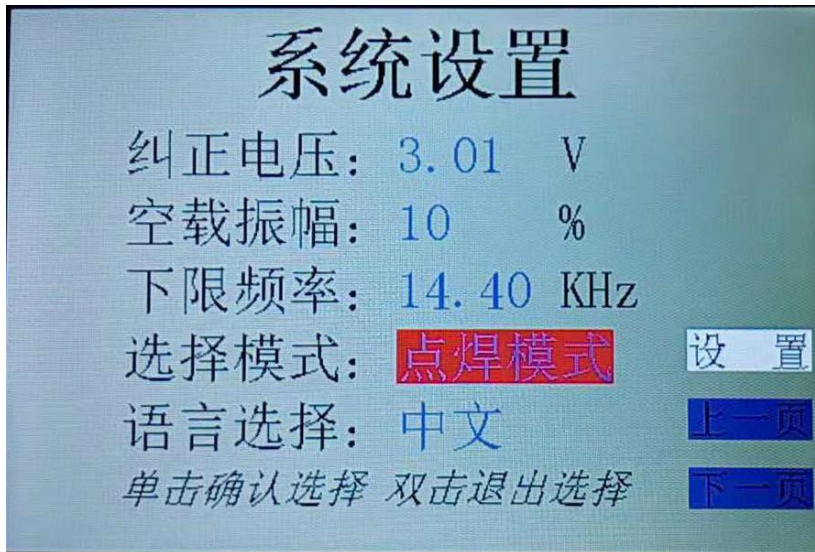 系统设置
纠正电压：3.01 V
空载振幅：10 %
下限频率：14.40 KHz
选择模式：点焊模式 设 置
语言选择：中文 上一页
单击确认选择 双击退出选择 下一页